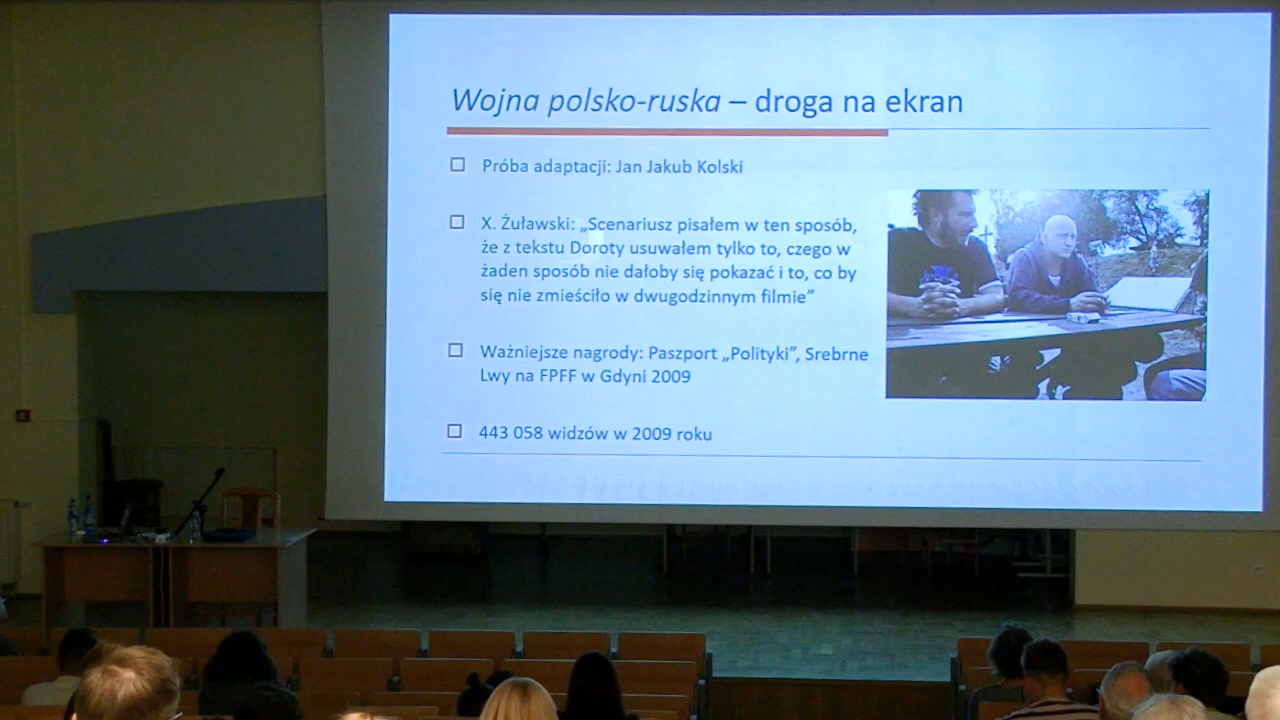 Wojna polsko-ruska – droga na ekran
Próba adaptacji: Jan Jakub Kolski
X. Żuławski: „Scenariusz pisałem w ten sposób,
że z tekstu Doroty usuwałem tylko to, czego w
żaden sposób nie dałoby się pokazać i to, co by
się nie zmieściło w dwugodzinnym filmie”
Ważniejsze nagrody: Paszport „Polityki”, Srebrne
Lwy na FPFF w Gdyni 2009
443 058 widzów w 2009 roku